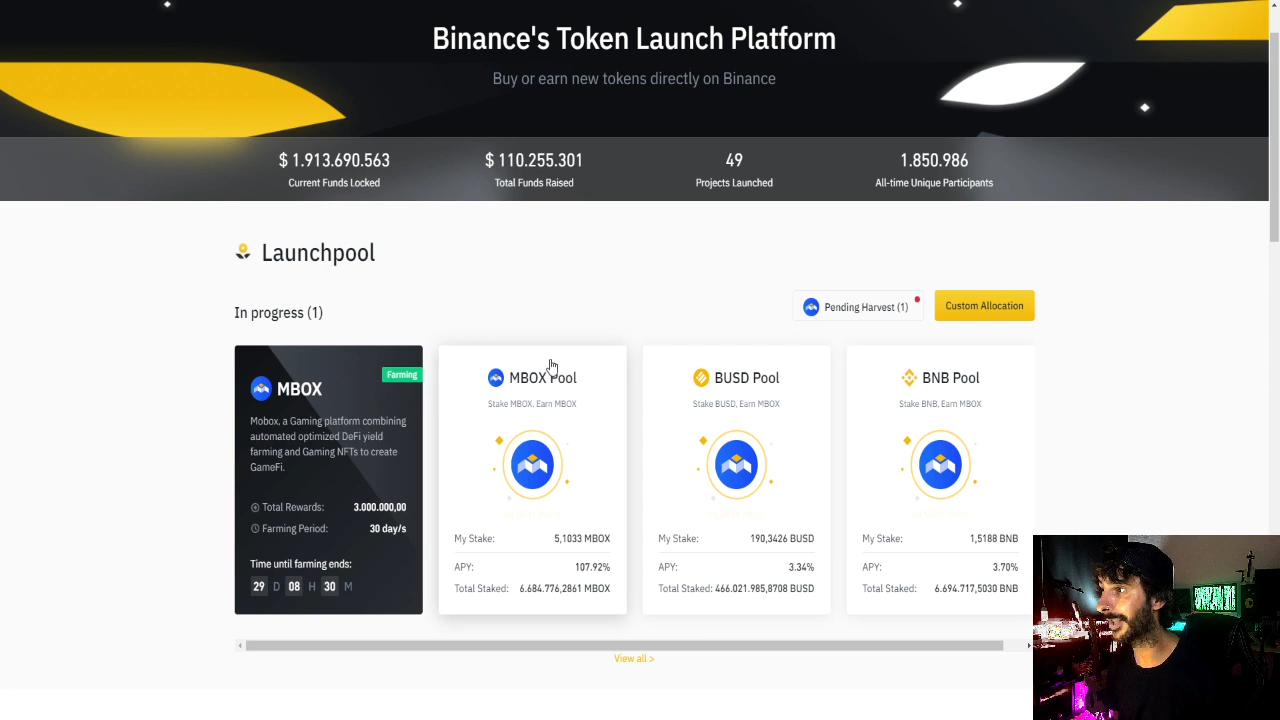 Binance's Token Launch Platform
Buy or earn new tokens directly on Binance
$ 1.913.690.563
Current Funds Locked
$ 110.255.301
Total Funds Raised
49
Projects Launched
1.850.986
All-time Unique Participants
Launchpool
In progress (1)
Pending Harvest (1)
Custom Allocation
Farming
MBOX
Mobox, a Gaming platform combining
automated optimized DeFi yield
farming and Gaming NFTs to create
GameFi.
Total Rewards: 3.000.000,00
Farming Period: 30 day/s
Time until farming ends:
29 D 08 H 30 M
MBOX Pool
Stake MBOX, Earn MBOX
My Stake: 5,1033 MBOX
APY: 107.92%
Total Staked: 6.684.776,2861 MBOX
BUSD Pool
Stake BUSD, Earn MBOX
My Stake: 190,3426 BUSD
APY: 3.34%
Total Staked: 466.021.985,8708 BUSD
BNB Pool
Stake BNB, Earn MBOX
My Stake: 1,5188 BNB
APY: 3.70%
Total Staked: 6.694.717,5030 BNB
View all >